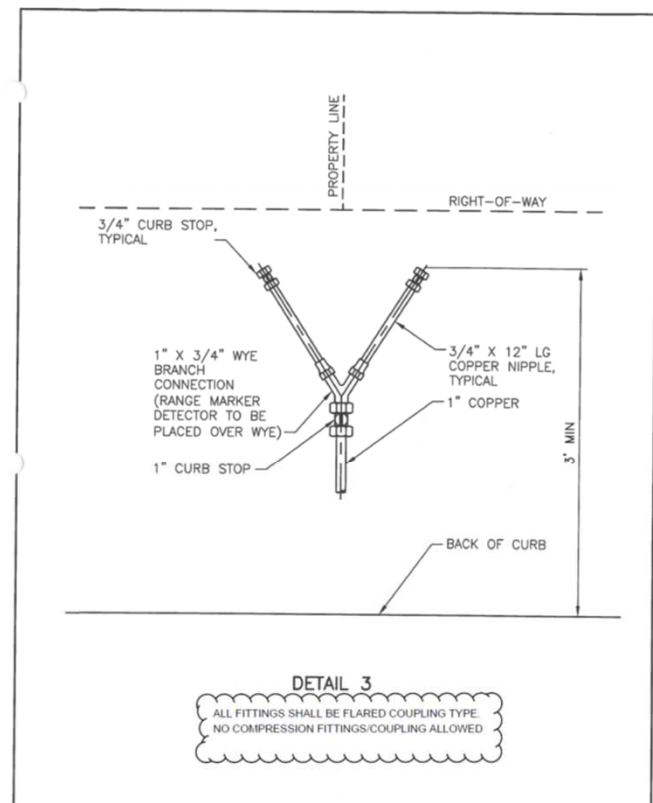 PROPERTY LINE
RIGHT-OF-WAY
3/4" CURB STOP,
TYPICAL
1" X 3/4" WYE
BRANCH
CONNECTION
(RANGE MARKER
DETECTOR TO BE
PLACED OVER WYE)
1" CURB STOP
3/4" X 12" LG
COPPER NIPPLE,
TYPICAL
1" COPPER
3' MIN
BACK OF CURB
DETAIL 3
ALL FITTINGS SHALL BE FLARED COUPLING TYPE.
NO COMPRESSION FITTINGS/COUPLING ALLOWED